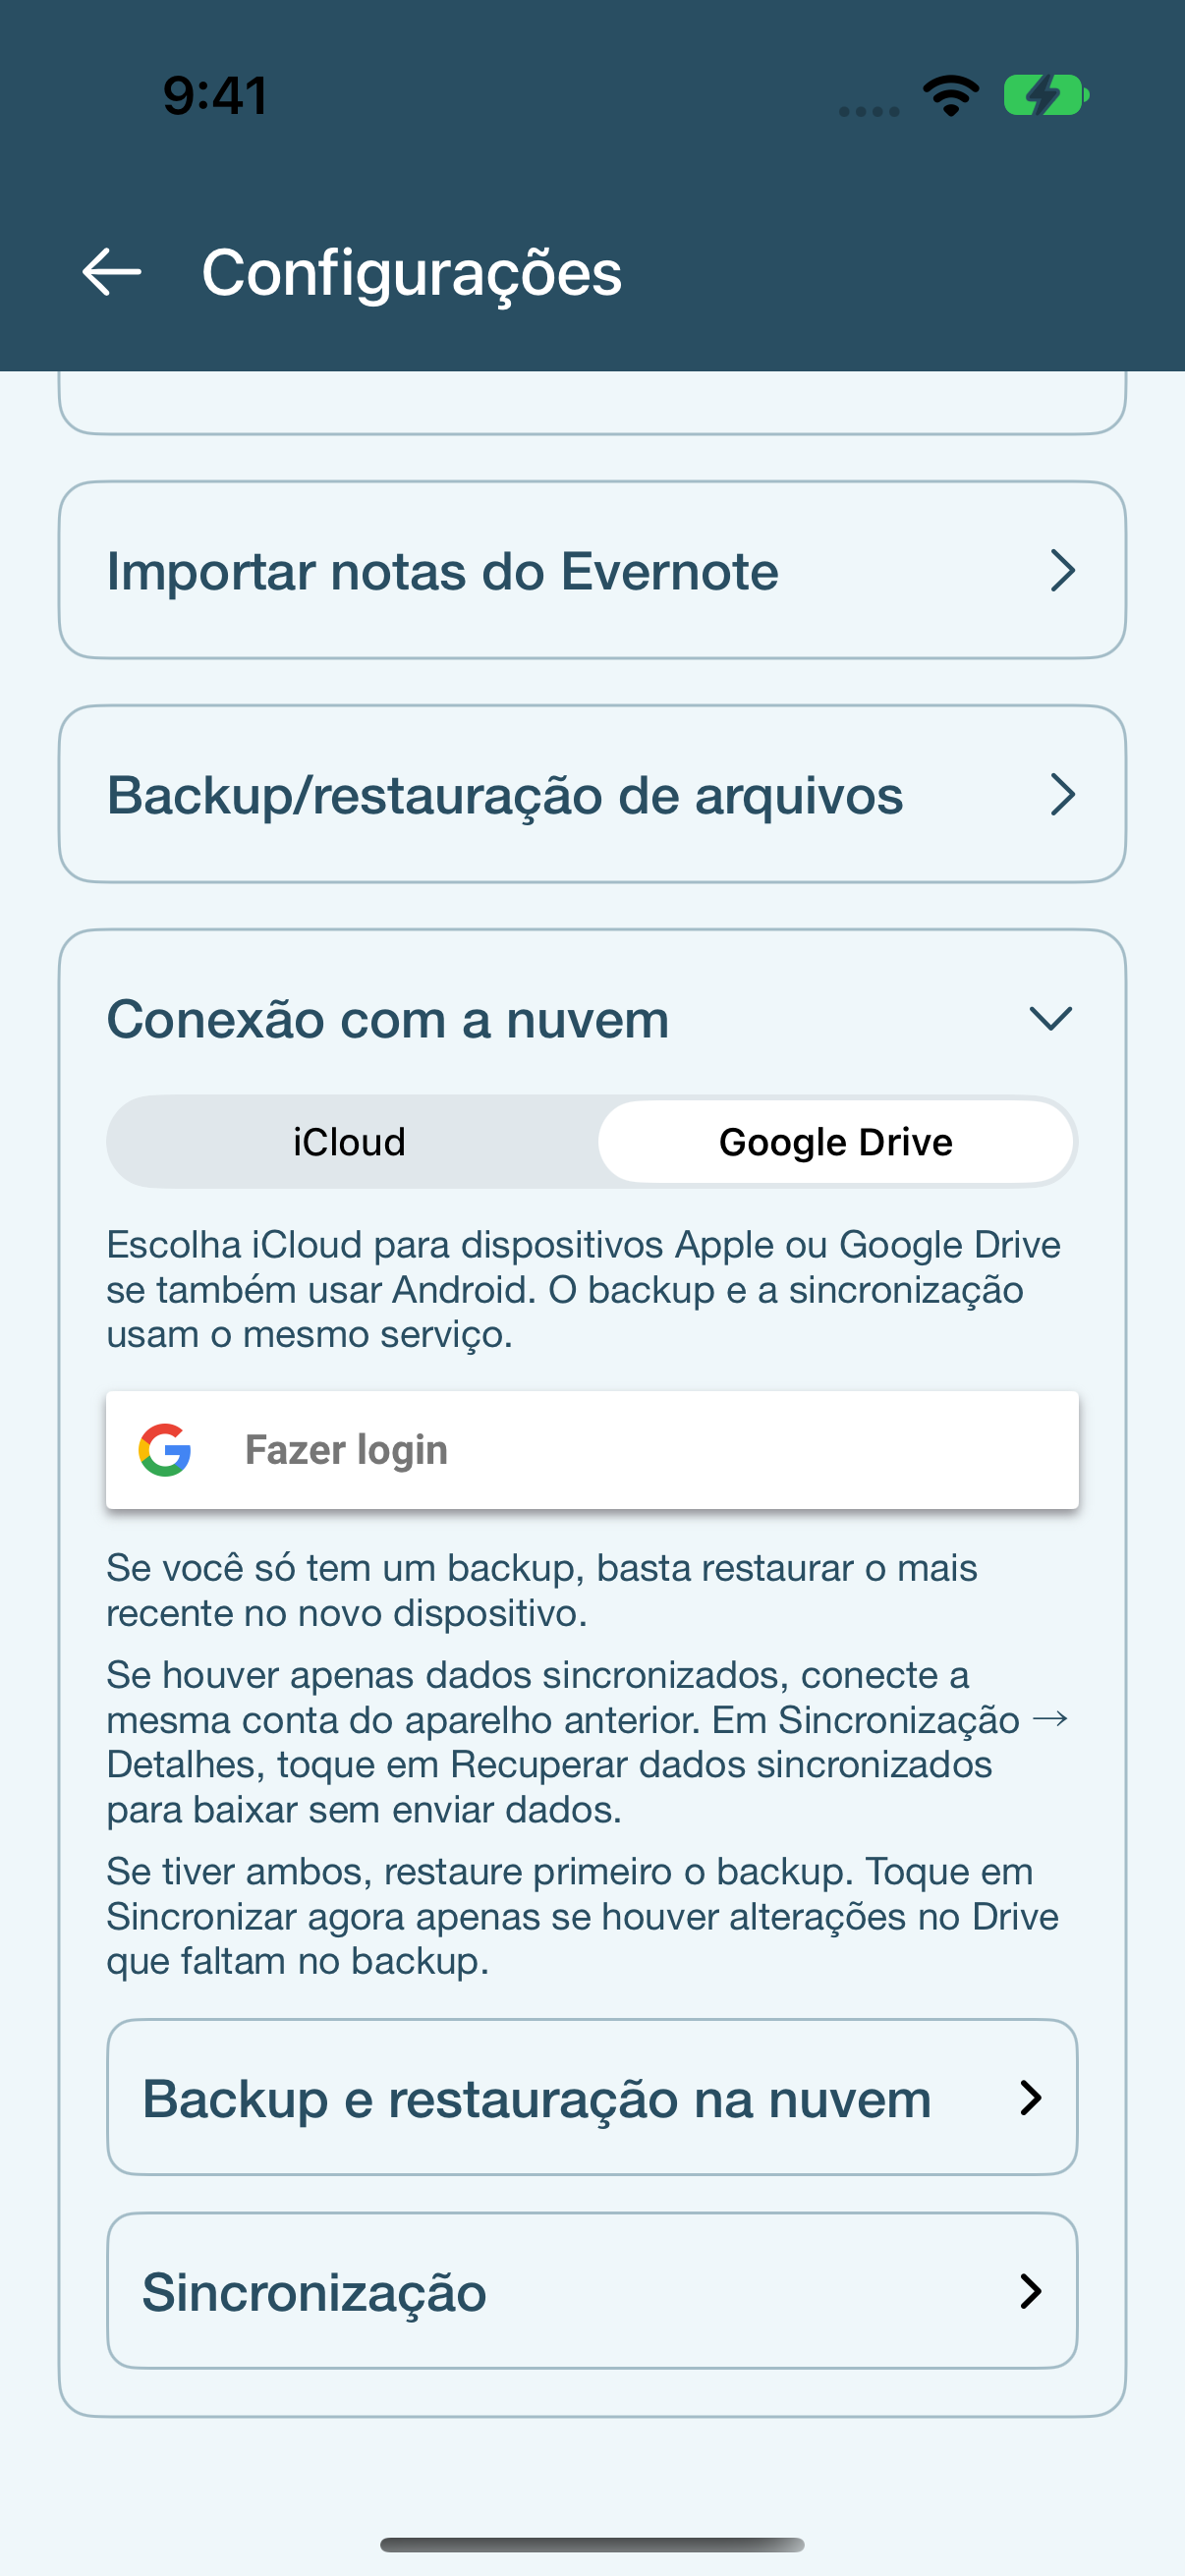 9:41
Configurações
Importar notas do Evernote
Backup/restauração de arquivos
Conexão com a nuvem
iCloud
Google Drive
Escolha iCloud para dispositivos Apple ou Google Drive
se também usar Android. O backup e a sincronização
usam o mesmo serviço.
Fazer login
Se você só tem um backup, basta restaurar o mais
recente no novo dispositivo.
Se houver apenas dados sincronizados, conecte a
mesma conta do aparelho anterior. Em Sincronização →
Detalhes, toque em Recuperar dados sincronizados
para baixar sem enviar dados.
Se tiver ambos, restaure primeiro o backup. Toque em
Sincronizar agora apenas se houver alterações no Drive
que faltam no backup.
Backup e restauração na nuvem
Sincronização